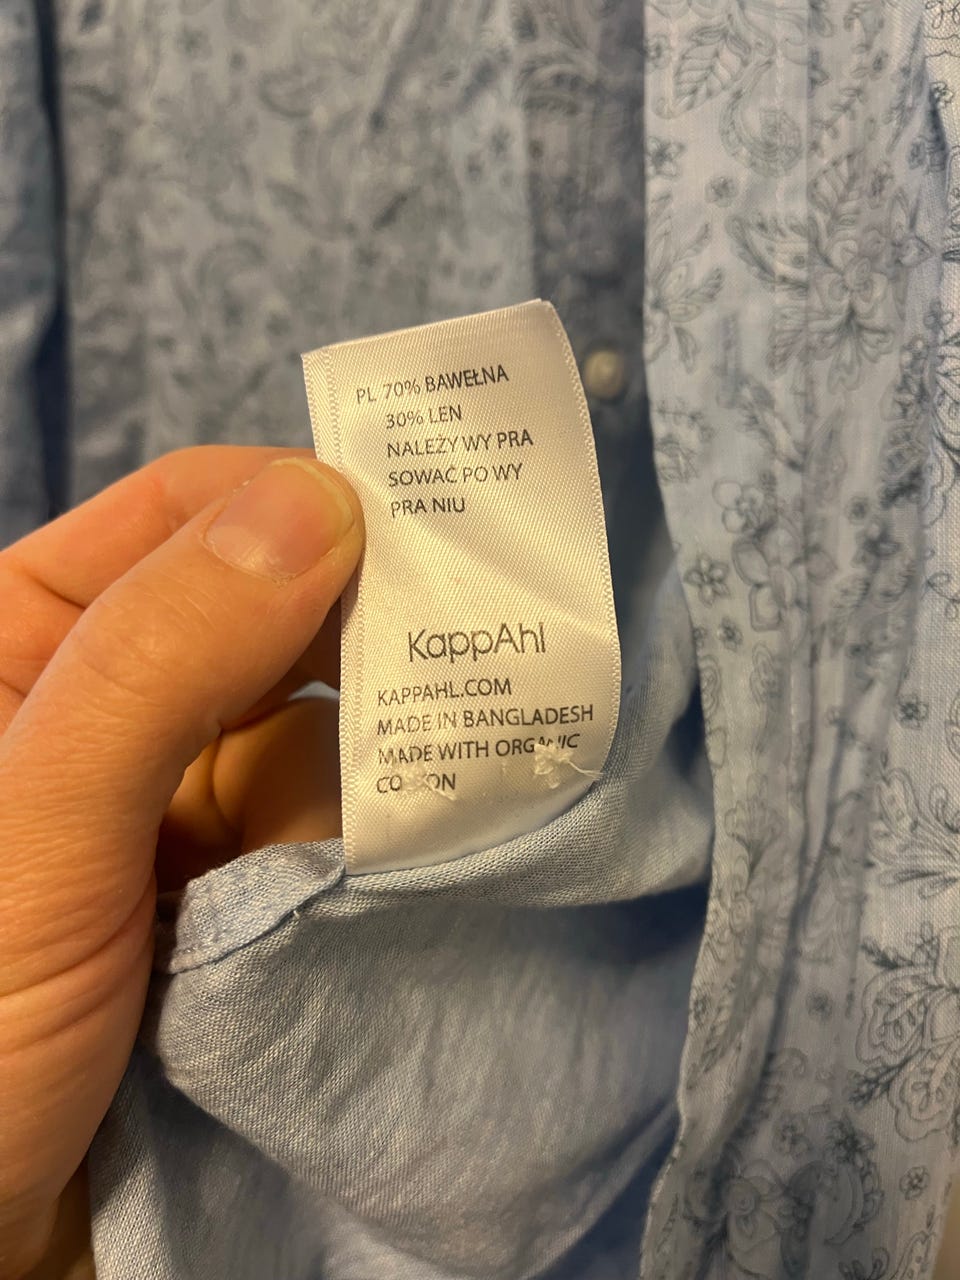 PL 70% BAWEŁNA
30% LEN
NALEŻY WY PRA
SOWAĆ PO WY
PRA NIU
KappAhl
KAPPAHL.COM
MADE IN BANGLADESH
MADE WITH ORGANIC
COTTON